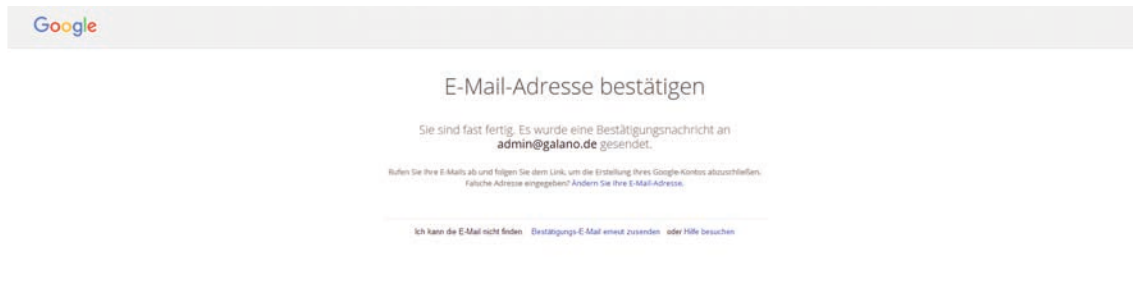 Google
E-Mail-Adresse bestätigen
Sie sind fast fertig. Es wurde eine Bestätigungsnachricht an
admin@galano.de gesendet.
Rufen Sie Ihre E-Mails ab und folgen Sie dem Link, um die Erstellung Ihres Google-Kontos abzuschließen.
Falsche Adresse eingegeben? Ändern Sie Ihre E-Mail-Adresse.
Ich kann die E-Mail nicht finden Bestätigungs-E-Mail erneut zusenden oder Hilfe besuchen